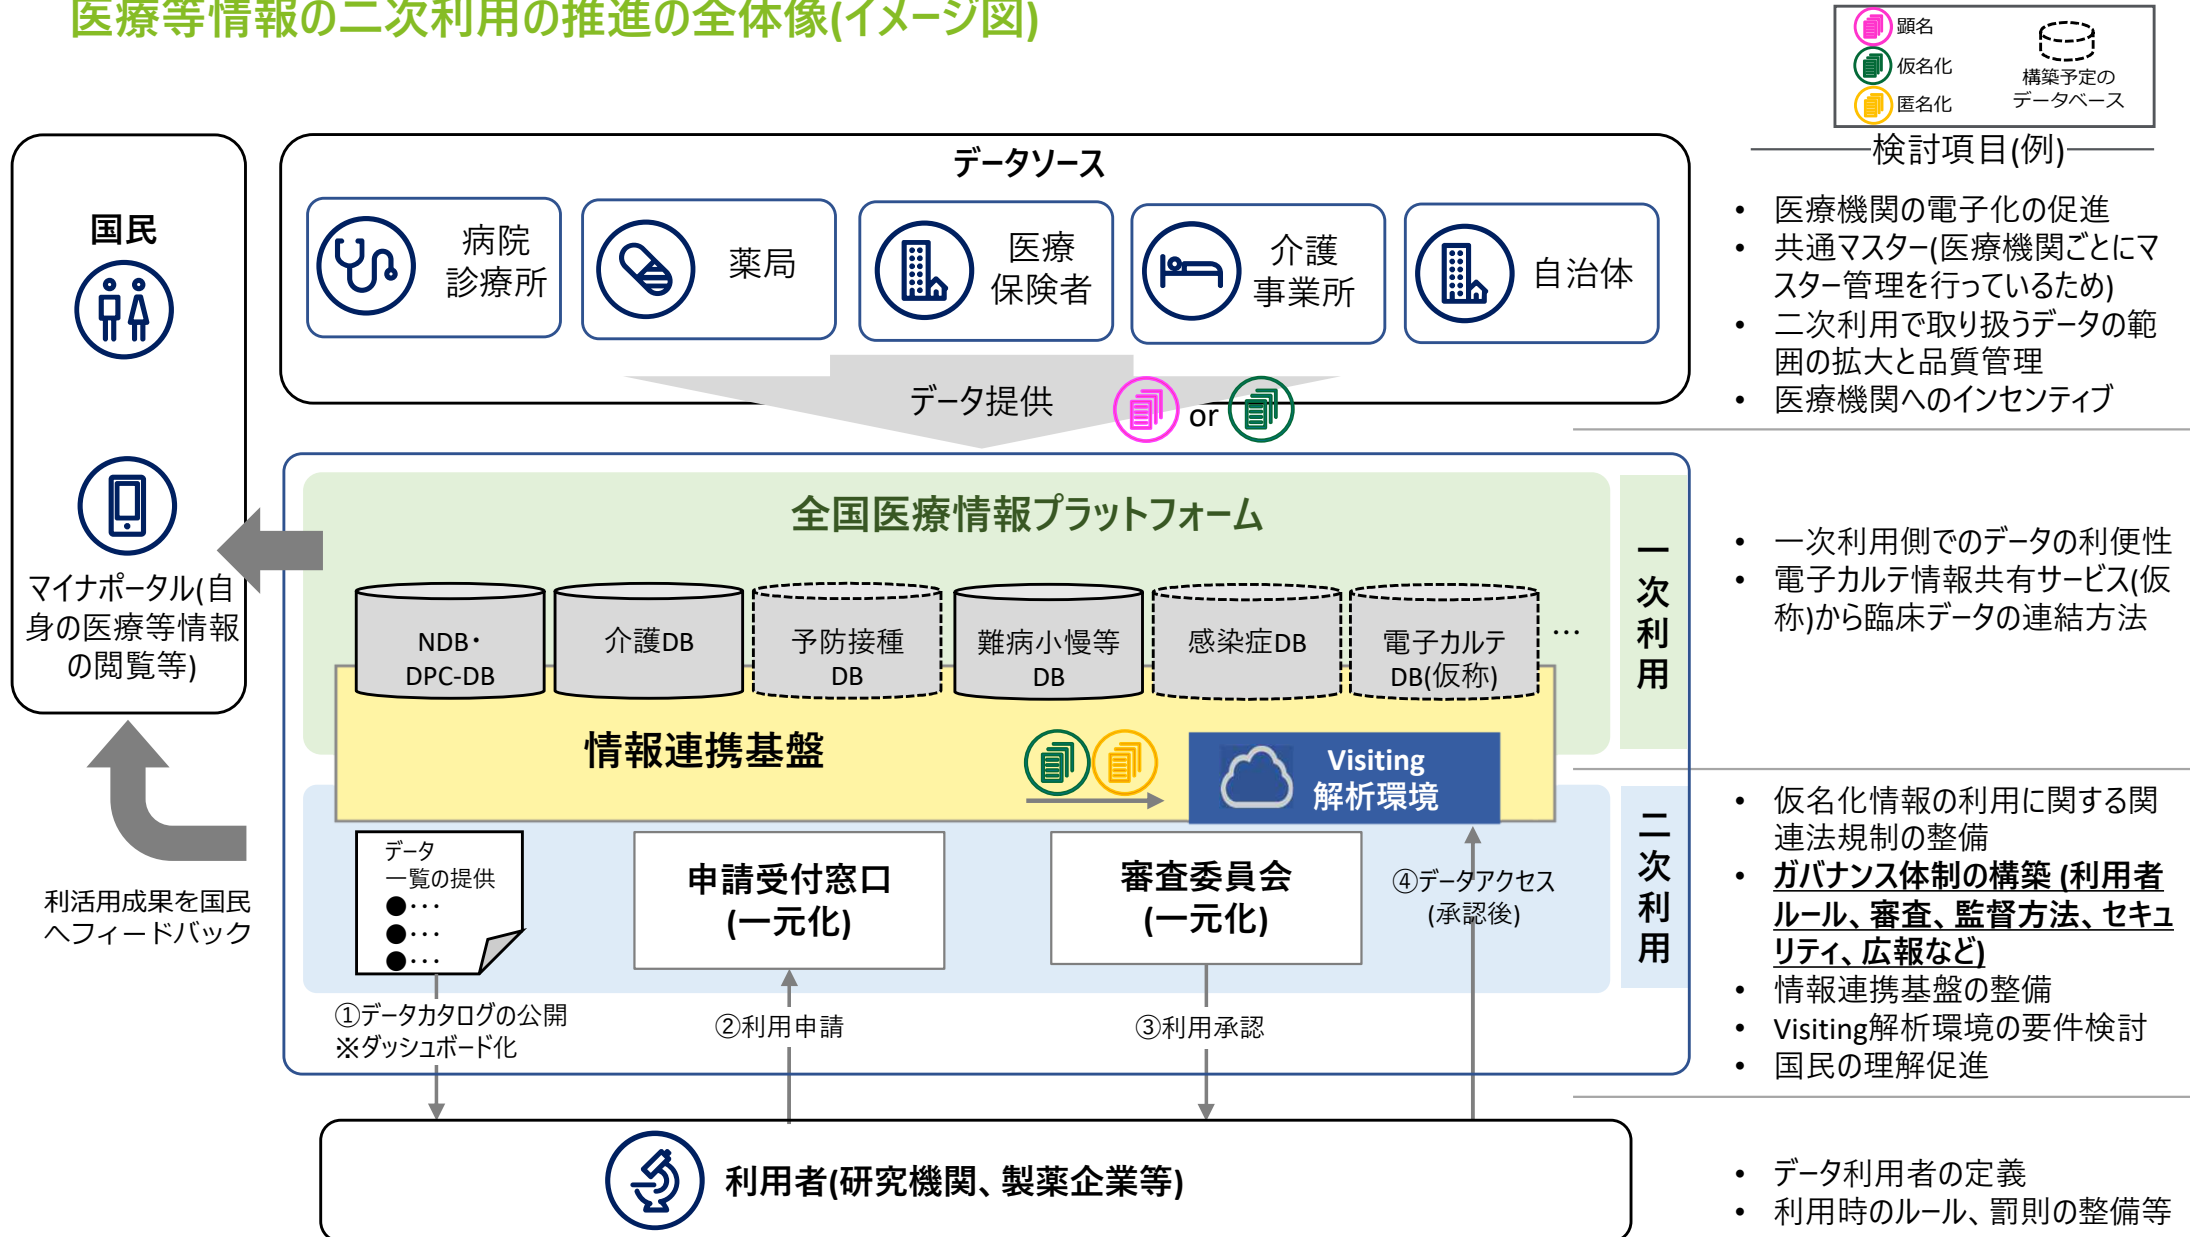 医療等情報の二次利用の推進の全体像(イメージ図)
顕名
仮名化
匿名化
構築予定の
データベース
国民
マイナポータル(自
身の医療等情報
の閲覧等)
利活用成果を国民
へフィードバック
データソース
病院
診療所
薬局
医療
保険者
介護
事業所
自治体
データ提供
or
全国医療情報プラットフォーム
一次利用
NDB・
DPC-DB
介護DB
予防接種
DB
難病小慢等
DB
感染症DB
電子カルテ
DB(仮称)
…
情報連携基盤
Visiting
解析環境
二次利用
データ
一覧の提供
●･･･
●･･･
●･･･
申請受付窓口
(一元化)
審査委員会
(一元化)
④データアクセス
(承認後)
①データカタログの公開
※ダッシュボード化
②利用申請
③利用承認
利用者(研究機関、製薬企業等)
検討項目(例)
• 医療機関の電子化の促進
• 共通マスター(医療機関ごとにマ
スター管理を行っているため)
• 二次利用で取り扱うデータの範
囲の拡大と品質管理
• 医療機関へのインセンティブ
• 一次利用側でのデータの利便性
• 電子カルテ情報共有サービス(仮
称)から臨床データの連結方法
• 仮名化情報の利用に関する関
連法規制の整備
• ガバナンス体制の構築 (利用者
ルール、審査、監督方法、セキュ
リティ、広報など)
• 情報連携基盤の整備
• Visiting解析環境の要件検討
• 国民の理解促進
• データ利用者の定義
• 利用時のルール、罰則の整備等